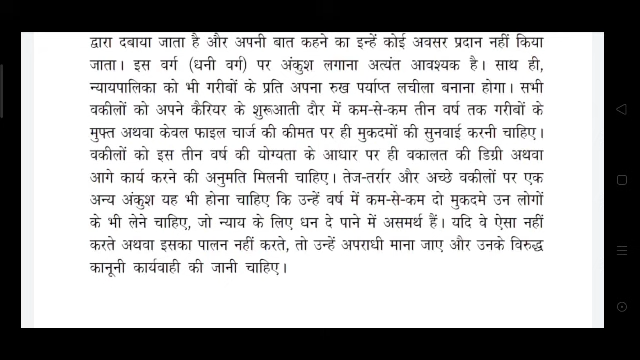 द्वारा दबाया जाता है और अपनी बात कहने का इन्हें कोई अवसर प्रदान नहीं किया
जाता। इस वर्ग (धनी वर्ग) पर अंकुश लगाना अत्यंत आवश्यक है। साथ ही,
न्यायपालिका को भी गरीबों के प्रति अपना रुख पर्याप्त लचीला बनाना होगा। सभी
वकीलों को अपने कैरियर के शुरूआती दौर में कम-से-कम तीन वर्ष तक गरीबों के
मुफ्त अथवा केवल फाइल चार्ज की कीमत पर ही मुकदमों की सुनवाई करनी चाहिए।
वकीलों को इस तीन वर्ष की योग्यता के आधार पर ही वकालत की डिग्री अथवा
आगे कार्य करने की अनुमति मिलनी चाहिए। तेज-तर्रार और अच्छे वकीलों पर एक
अन्य अंकुश यह भी होना चाहिए कि उन्हें वर्ष में कम-से-कम दो मुकदमे उन लोगों
के भी लेने चाहिए, जो न्याय के लिए धन दे पाने में असमर्थ हैं। यदि वे ऐसा नहीं
करते अथवा इसका पालन नहीं करते, तो उन्हें अपराधी माना जाए और उनके विरुद्ध
कानूनी कार्यवाही की जानी चाहिए।